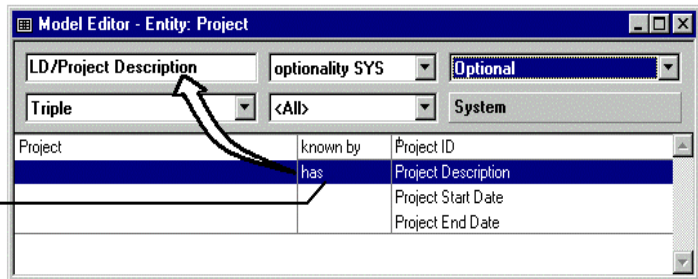 Model Editor - Entity: Project
LD/Project Description optionality SYS Optional
Triple <All> System
Project known by Project ID
has Project Description
Project Start Date
Project End Date